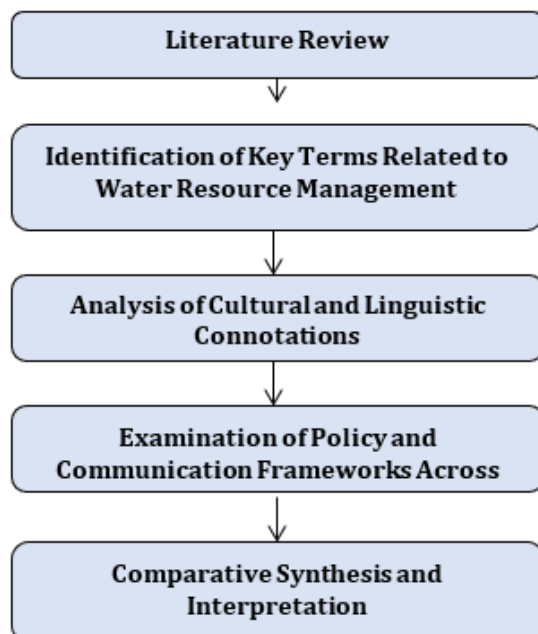 Literature Review
Identification of Key Terms Related to
Water Resource Management
Analysis of Cultural and Linguistic
Connotations
Examination of Policy and
Communication Frameworks Across
Comparative Synthesis and
Interpretation